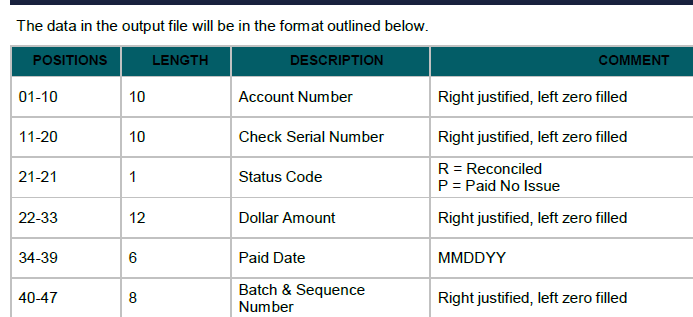 The data in the output file will be in the format outlined below.
POSITIONS LENGTH DESCRIPTION COMMENT
01-10 10 Account Number Right justified, left zero filled
11-20 10 Check Serial Number Right justified, left zero filled
21-21 1 Status Code R = Reconciled
P = Paid No Issue
22-33 12 Dollar Amount Right justified, left zero filled
34-39 6 Paid Date MMDDYY
40-47 8 Batch & Sequence
Number Right justified, left zero filled